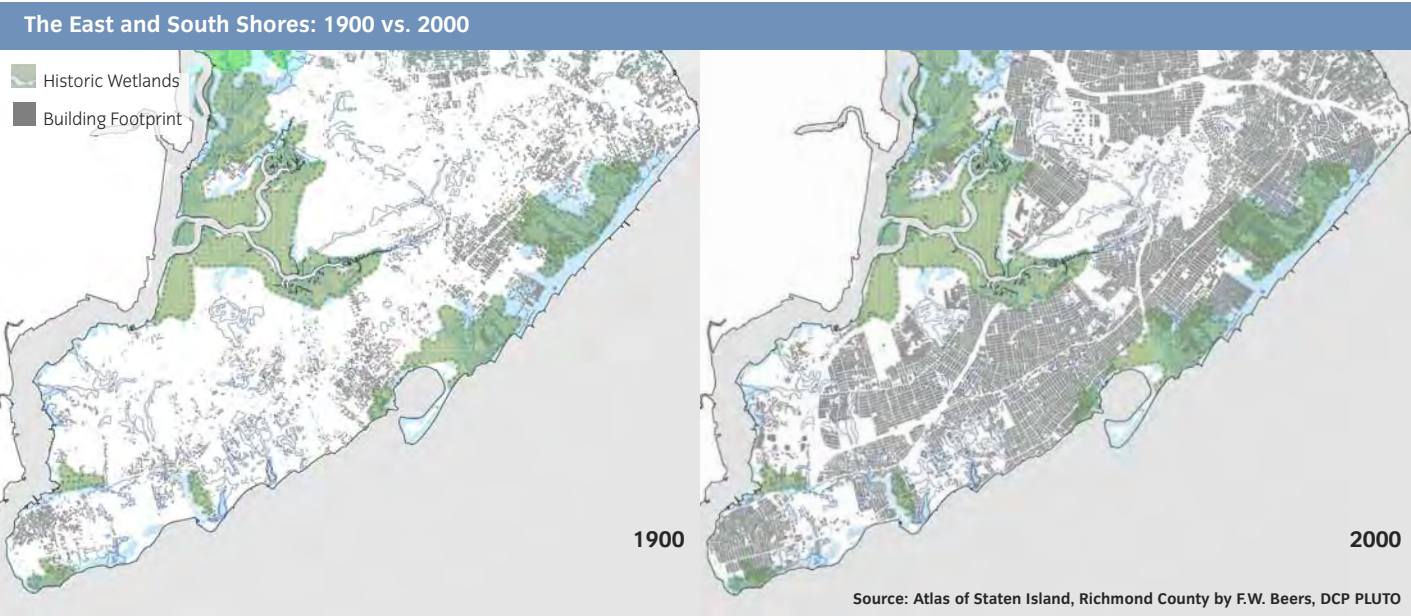 The East and South Shores: 1900 vs. 2000
Historic Wetlands
Building Footprint
1900
2000
Source: Atlas of Staten Island, Richmond County by F.W. Beers, DCP PLUTO